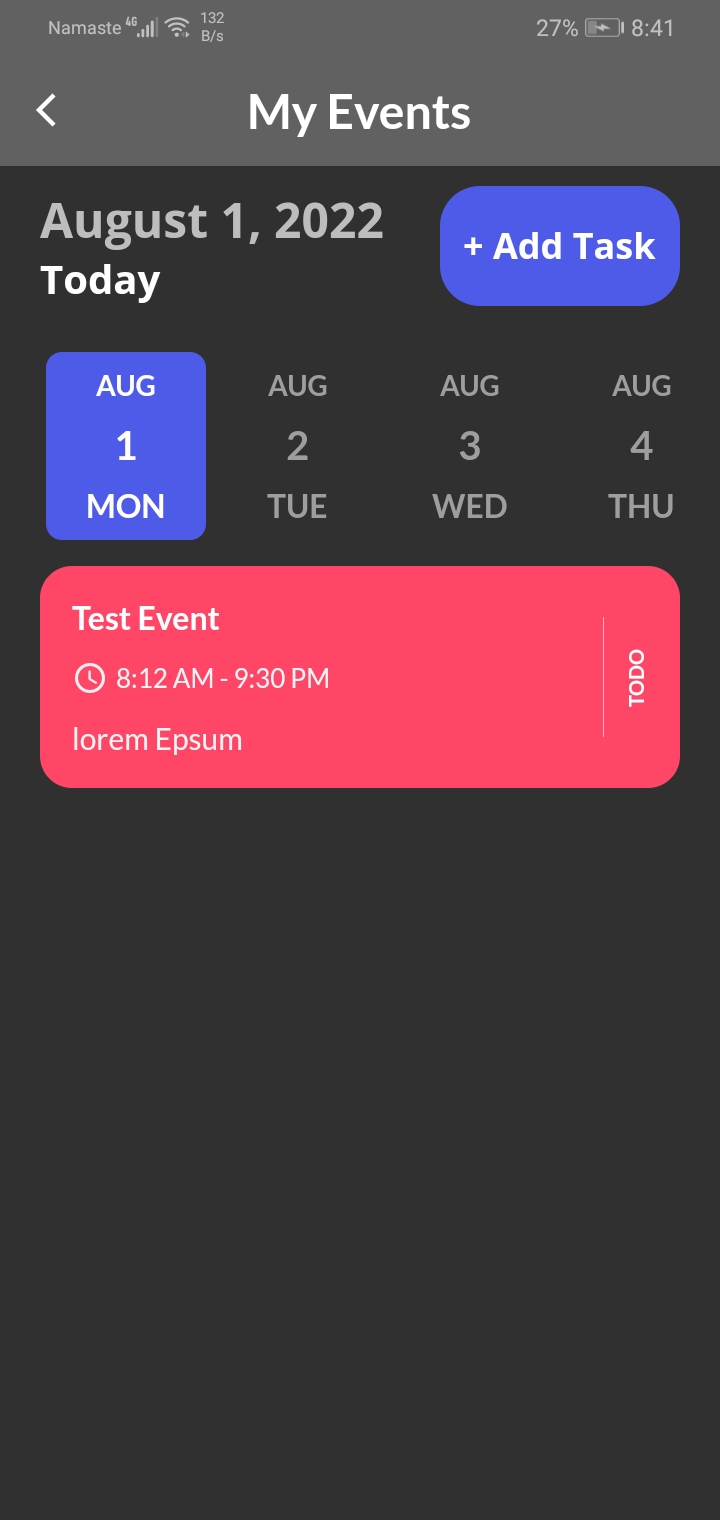 Namaste 4G 132 B/s 27% 8:41
My Events
August 1, 2022
Today
+ Add Task
AUG AUG AUG AUG
1 2 3 4
MON TUE WED THU
Test Event
8:12 AM - 9:30 PM
lorem Epsum
TODO